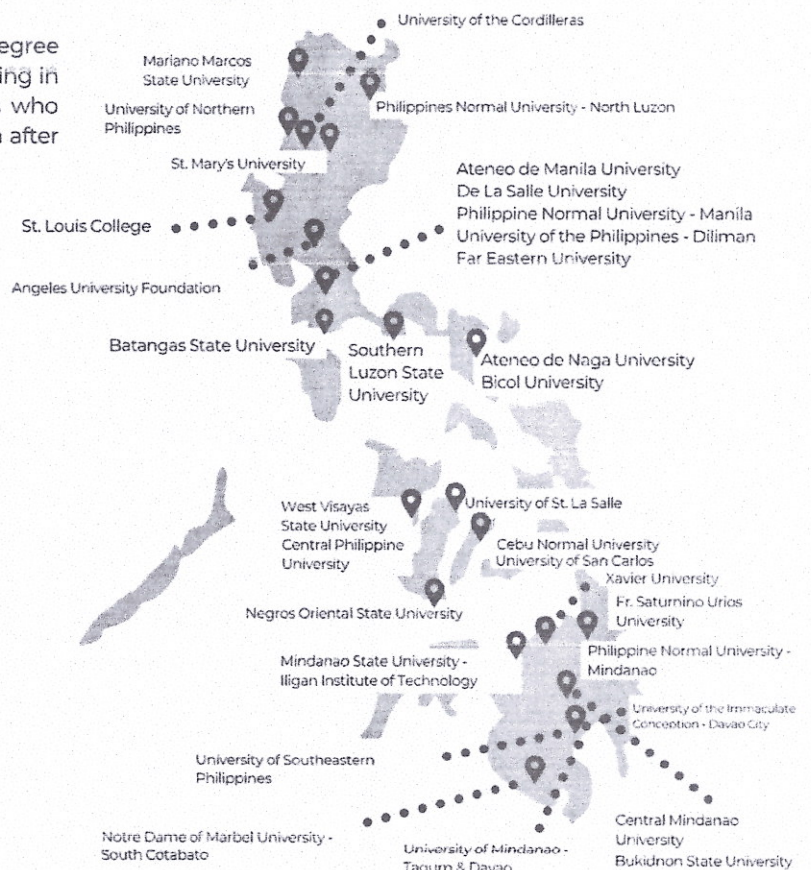 egree
ing in
who
after
University of the Cordilleras
Mariano Marcos
State University
University of Northern
Philippines
Philippines Normal University - North Luzon
St. Mary's University
Ateneo de Manila University
De La Salle University
Philippine Normal University - Manila
University of the Philippines - Diliman
Far Eastern University
St. Louis College
Angeles University Foundation
Batangas State University
Southern
Luzon State
University
Ateneo de Naga University
Bicol University
West Visayas
State University
Central Philippine
University
University of St. La Salle
Cebu Normal University
University of San Carlos
Xavier University
Fr. Saturnino Urios
University
Negros Oriental State University
Philippine Normal University -
Mindanao
Mindanao State University -
Iligan Institute of Technology
University of the Immaculate
Conception - Davao City
University of Southeastern
Philippines
Central Mindanao
University
Bukidnon State University
Notre Dame of Marbel University -
South Cotabato
University of Mindanao -
Tagum & Davao